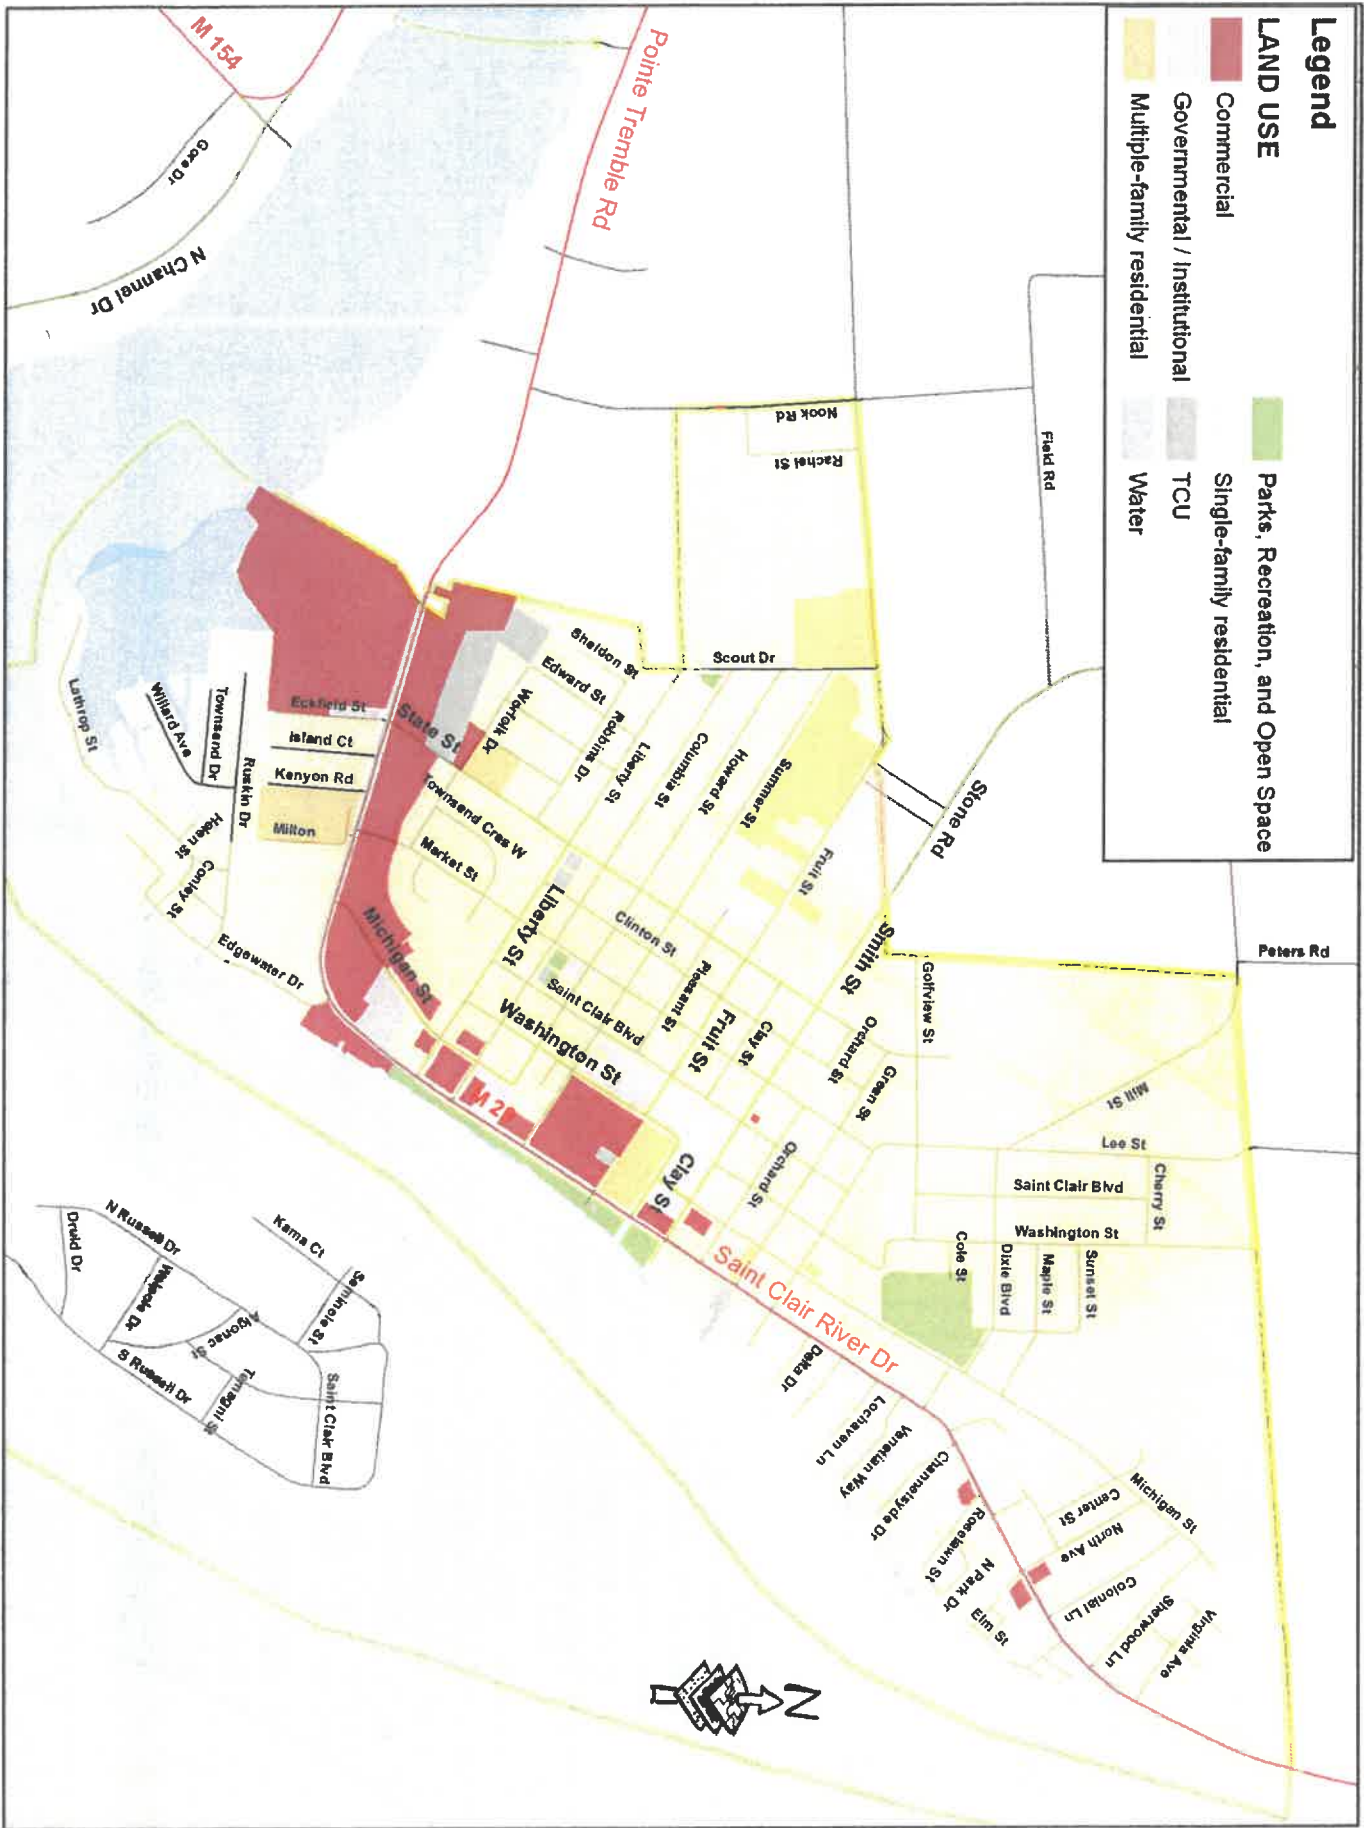 Legend
LAND USE
Commercial
Governmental / Institutional
Multiple-family residential
Parks, Recreation, and Open Space
Single-family residential
TCU
Water
M 154
Gore Dr
N Channel Dr
Pointe Tremble Rd
Field Rd
Nook Rd
Rachel St
Scout Dr
Stone Rd
Peters Rd
Sheldon St
Edward St
Worfolk Dr
Robbins Dr
Liberty St
Columbia St
Howard St
Summer St
Fruit St
Smith St
Golfview St
Mill St
Lee St
Cherry St
Saint Clair Blvd
Washington St
Sunset St
Maple St
Dixie Blvd
Cole St
State St
Eckfield St
Island Ct
Kenyon Rd
Milton
Ruskin Dr
Townsend Dr
Willard Ave
Lathrop St
Helen St
Conley St
Edgewater Dr
Townsend Cres W
Market St
Michigan St
Liberty St
Clinton St
Pleasant St
Saint Clair Blvd
Washington St
Fruit St
Clay St
Orchard St
Green St
Orchard St
Clay St
M 29
Saint Clair River Dr
Delta Dr
Lochaven Ln
Venetian Way
Channelsyde Dr
Roselawn St
N Park Dr
Elm St
Center St
North Ave
Michigan St
Colonial Ln
Sherwood Ln
Virginia Ave
Druid Dr
N Russell Dr
Walpole Dr
Karna Ct
Seminole St
Algonac St
S Russell Dr
Temagni St
Saint Clair Blvd
N